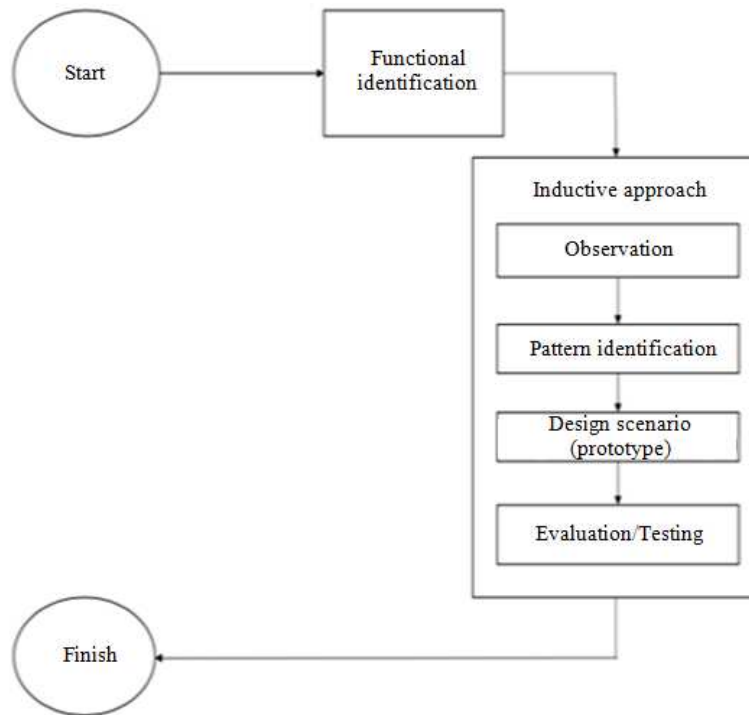 Start
Functional
identification
Inductive approach
Observation
Pattern identification
Design scenario
(prototype)
Evaluation/Testing
Finish